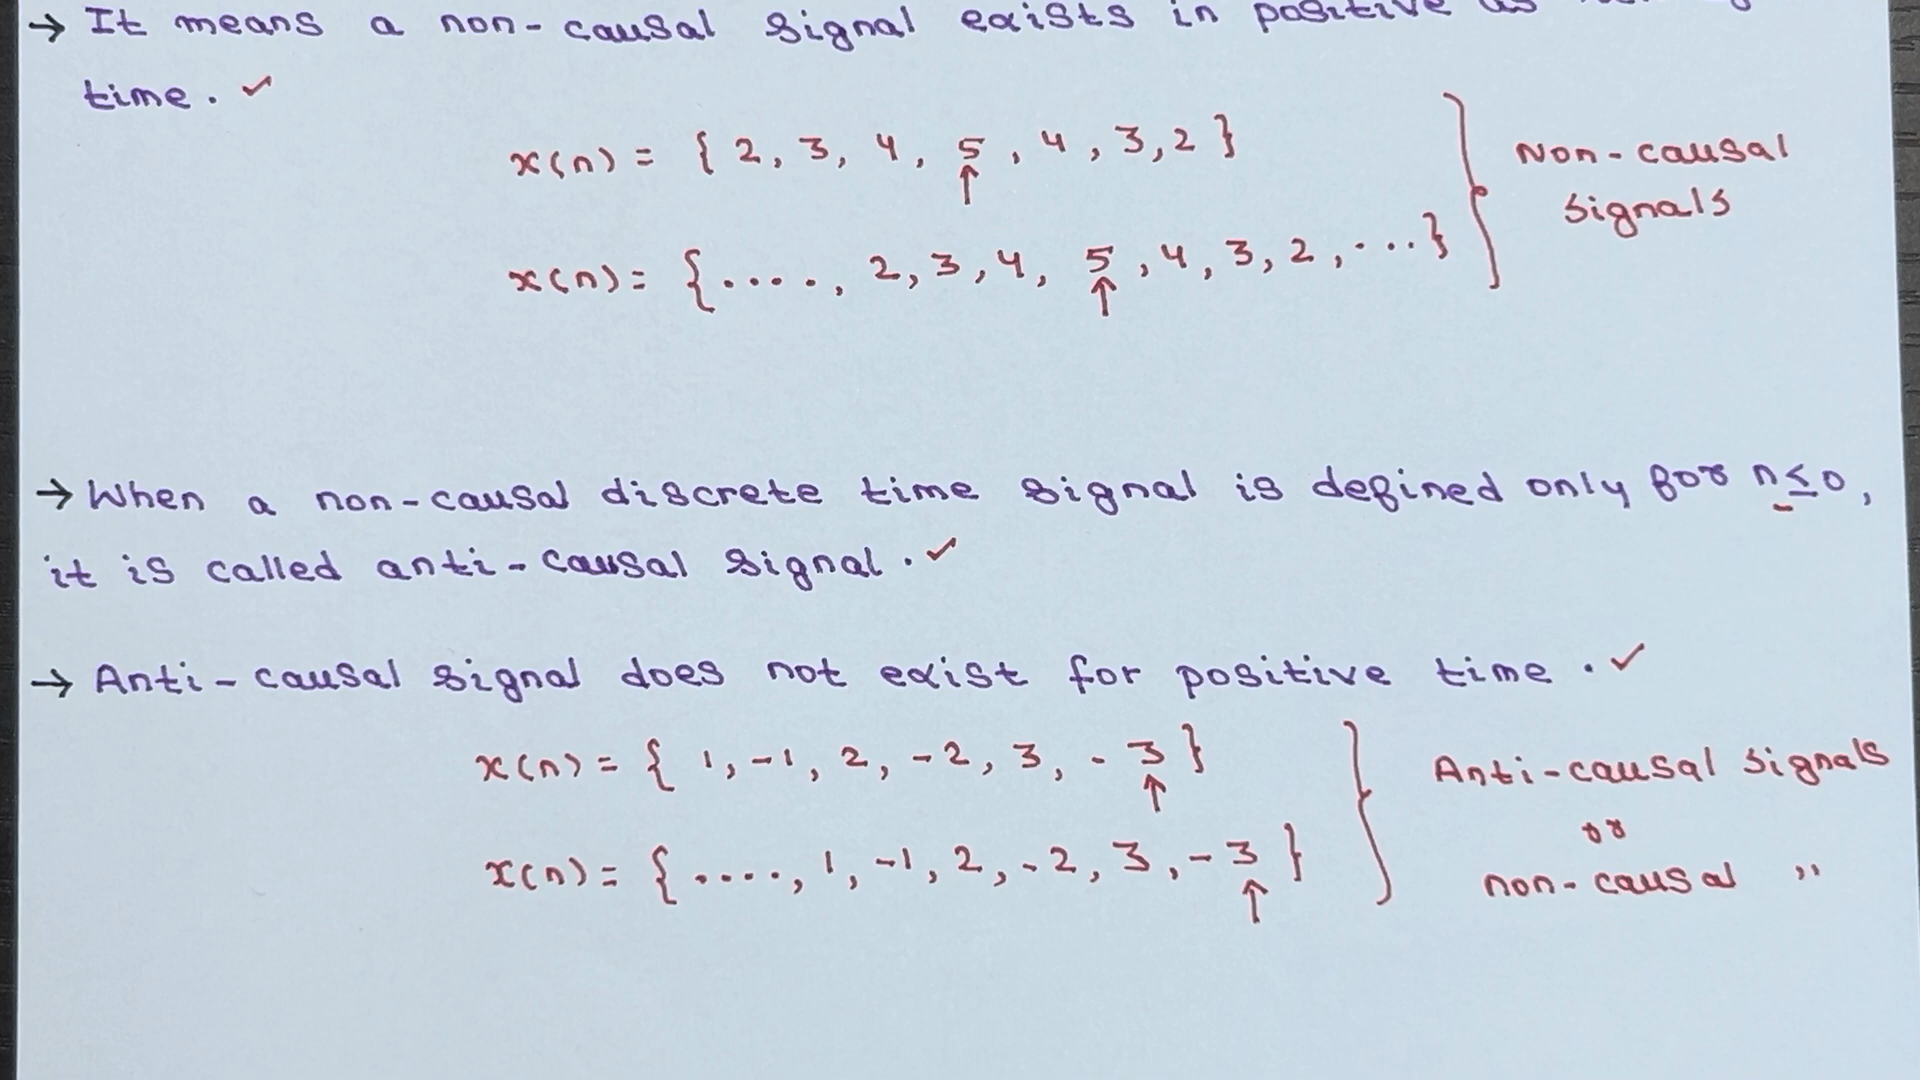 → It means a non-causal signal exists in positive as
time. ✓
x(n) = { 2, 3, 4, 5, 4, 3, 2 }
↑
Non-causal
signals
x(n) = { ...., 2, 3, 4, 5, 4, 3, 2, ... }
↑
→ When a non-causal discrete time signal is defined only for n ≤ 0,
it is called anti-causal signal. ✓
→ Anti-causal signal does not exist for positive time. ✓
x(n) = { 1, -1, 2, -2, 3, -3 }
↑
Anti-causal signals
or
non-causal "
x(n) = { ...., 1, -1, 2, -2, 3, -3 }
↑